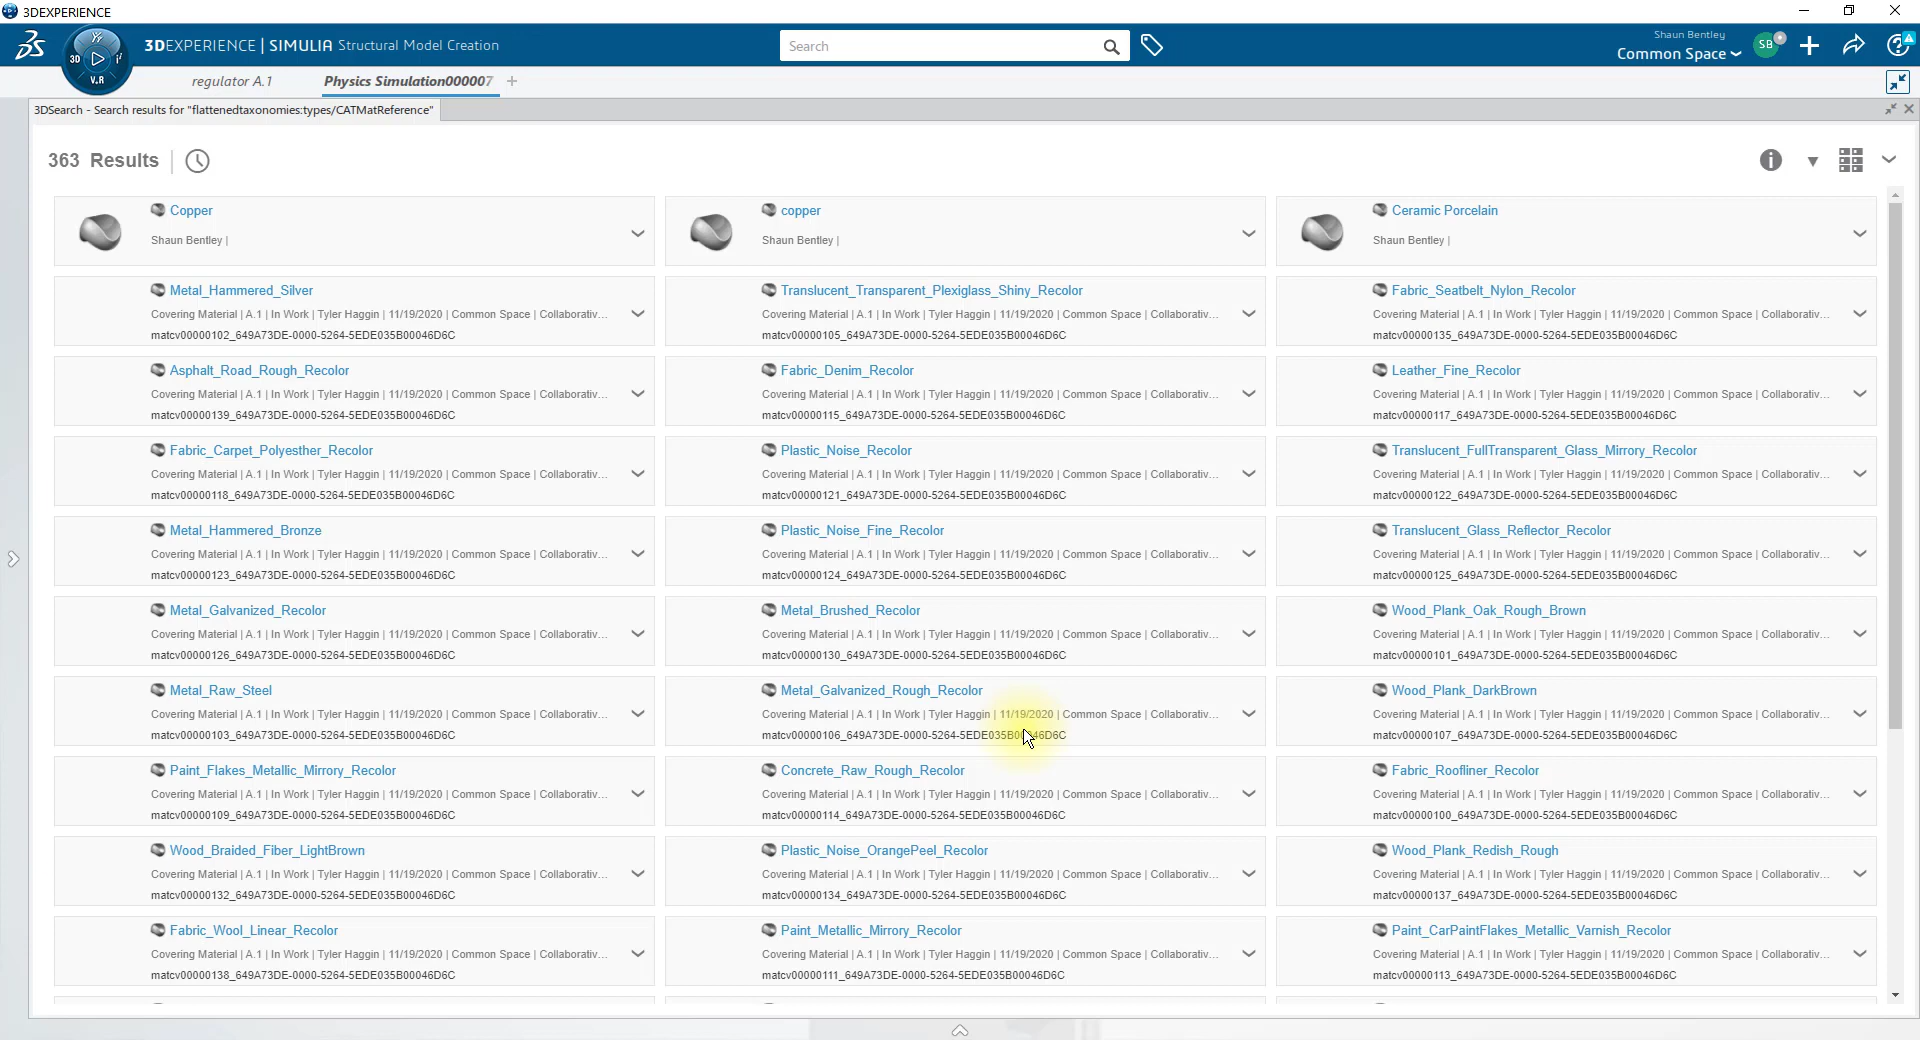 3DEXPERIENCE
3DEXPERIENCE | SIMULIA Structural Model Creation
3D
V.R
Search
Shaun Bentley
Common Space
SB
regulator A.1
Physics Simulation0000007
3DSearch - Search results for "flattenedtaxonomies:types/CATMatReference"
363 Results
Copper
Shaun Bentley |
copper
Shaun Bentley |
Ceramic Porcelain
Shaun Bentley |
Metal_Hammered_Silver
Covering Material | A.1 | In Work | Tyler Haggin | 11/19/2020 | Common Space | Collaborativ...
matcv00000102_649A73DE-0000-5264-5EDE035B00046D6C
Translucent_Transparent_Plexiglass_Shiny_Recolor
Covering Material | A.1 | In Work | Tyler Haggin | 11/19/2020 | Common Space | Collaborativ...
matcv00000105_649A73DE-0000-5264-5EDE035B00046D6C
Fabric_Seatbelt_Nylon_Recolor
Covering Material | A.1 | In Work | Tyler Haggin | 11/19/2020 | Common Space | Collaborativ...
matcv00000135_649A73DE-0000-5264-5EDE035B00046D6C
Asphalt_Road_Rough_Recolor
Covering Material | A.1 | In Work | Tyler Haggin | 11/19/2020 | Common Space | Collaborativ...
matcv00000139_649A73DE-0000-5264-5EDE035B00046D6C
Fabric_Denim_Recolor
Covering Material | A.1 | In Work | Tyler Haggin | 11/19/2020 | Common Space | Collaborativ...
matcv00000115_649A73DE-0000-5264-5EDE035B00046D6C
Leather_Fine_Recolor
Covering Material | A.1 | In Work | Tyler Haggin | 11/19/2020 | Common Space | Collaborativ...
matcv00000117_649A73DE-0000-5264-5EDE035B00046D6C
Fabric_Carpet_Polyesther_Recolor
Covering Material | A.1 | In Work | Tyler Haggin | 11/19/2020 | Common Space | Collaborativ...
matcv00000118_649A73DE-0000-5264-5EDE035B00046D6C
Plastic_Noise_Recolor
Covering Material | A.1 | In Work | Tyler Haggin | 11/19/2020 | Common Space | Collaborativ...
matcv00000121_649A73DE-0000-5264-5EDE035B00046D6C
Translucent_FullTransparent_Glass_Mirrory_Recolor
Covering Material | A.1 | In Work | Tyler Haggin | 11/19/2020 | Common Space | Collaborativ...
matcv00000122_649A73DE-0000-5264-5EDE035B00046D6C
Metal_Hammered_Bronze
Covering Material | A.1 | In Work | Tyler Haggin | 11/19/2020 | Common Space | Collaborativ...
matcv00000123_649A73DE-0000-5264-5EDE035B00046D6C
Plastic_Noise_Fine_Recolor
Covering Material | A.1 | In Work | Tyler Haggin | 11/19/2020 | Common Space | Collaborativ...
matcv00000124_649A73DE-0000-5264-5EDE035B00046D6C
Translucent_Glass_Reflector_Recolor
Covering Material | A.1 | In Work | Tyler Haggin | 11/19/2020 | Common Space | Collaborativ...
matcv00000125_649A73DE-0000-5264-5EDE035B00046D6C
Metal_Galvanized_Recolor
Covering Material | A.1 | In Work | Tyler Haggin | 11/19/2020 | Common Space | Collaborativ...
matcv00000126_649A73DE-0000-5264-5EDE035B00046D6C
Metal_Brushed_Recolor
Covering Material | A.1 | In Work | Tyler Haggin | 11/19/2020 | Common Space | Collaborativ...
matcv00000130_649A73DE-0000-5264-5EDE035B00046D6C
Wood_Plank_Oak_Rough_Brown
Covering Material | A.1 | In Work | Tyler Haggin | 11/19/2020 | Common Space | Collaborativ...
matcv00000101_649A73DE-0000-5264-5EDE035B00046D6C
Metal_Raw_Steel
Covering Material | A.1 | In Work | Tyler Haggin | 11/19/2020 | Common Space | Collaborativ...
matcv00000103_649A73DE-0000-5264-5EDE035B00046D6C
Metal_Galvanized_Rough_Recolor
Covering Material | A.1 | In Work | Tyler Haggin | 11/19/2020 | Common Space | Collaborativ...
matcv00000106_649A73DE-0000-5264-5EDE035B00046D6C
Wood_Plank_DarkBrown
Covering Material | A.1 | In Work | Tyler Haggin | 11/19/2020 | Common Space | Collaborativ...
matcv00000107_649A73DE-0000-5264-5EDE035B00046D6C
Paint_Flakes_Metallic_Mirrory_Recolor
Covering Material | A.1 | In Work | Tyler Haggin | 11/19/2020 | Common Space | Collaborativ...
matcv00000109_649A73DE-0000-5264-5EDE035B00046D6C
Concrete_Raw_Rough_Recolor
Covering Material | A.1 | In Work | Tyler Haggin | 11/19/2020 | Common Space | Collaborativ...
matcv00000114_649A73DE-0000-5264-5EDE035B00046D6C
Fabric_Roofliner_Recolor
Covering Material | A.1 | In Work | Tyler Haggin | 11/19/2020 | Common Space | Collaborativ...
matcv00000100_649A73DE-0000-5264-5EDE035B00046D6C
Wood_Braided_Fiber_LightBrown
Covering Material | A.1 | In Work | Tyler Haggin | 11/19/2020 | Common Space | Collaborativ...
matcv00000132_649A73DE-0000-5264-5EDE035B00046D6C
Plastic_Noise_OrangePeel_Recolor
Covering Material | A.1 | In Work | Tyler Haggin | 11/19/2020 | Common Space | Collaborativ...
matcv00000134_649A73DE-0000-5264-5EDE035B00046D6C
Wood_Plank_Redish_Rough
Covering Material | A.1 | In Work | Tyler Haggin | 11/19/2020 | Common Space | Collaborativ...
matcv00000137_649A73DE-0000-5264-5EDE035B00046D6C
Fabric_Wool_Linear_Recolor
Covering Material | A.1 | In Work | Tyler Haggin | 11/19/2020 | Common Space | Collaborativ...
matcv00000138_649A73DE-0000-5264-5EDE035B00046D6C
Paint_Metallic_Mirrory_Recolor
Covering Material | A.1 | In Work | Tyler Haggin | 11/19/2020 | Common Space | Collaborativ...
matcv00000111_649A73DE-0000-5264-5EDE035B00046D6C
Paint_CarPaintFlakes_Metallic_Varnish_Recolor
Covering Material | A.1 | In Work | Tyler Haggin | 11/19/2020 | Common Space | Collaborativ...
matcv00000113_649A73DE-0000-5264-5EDE035B00046D6C